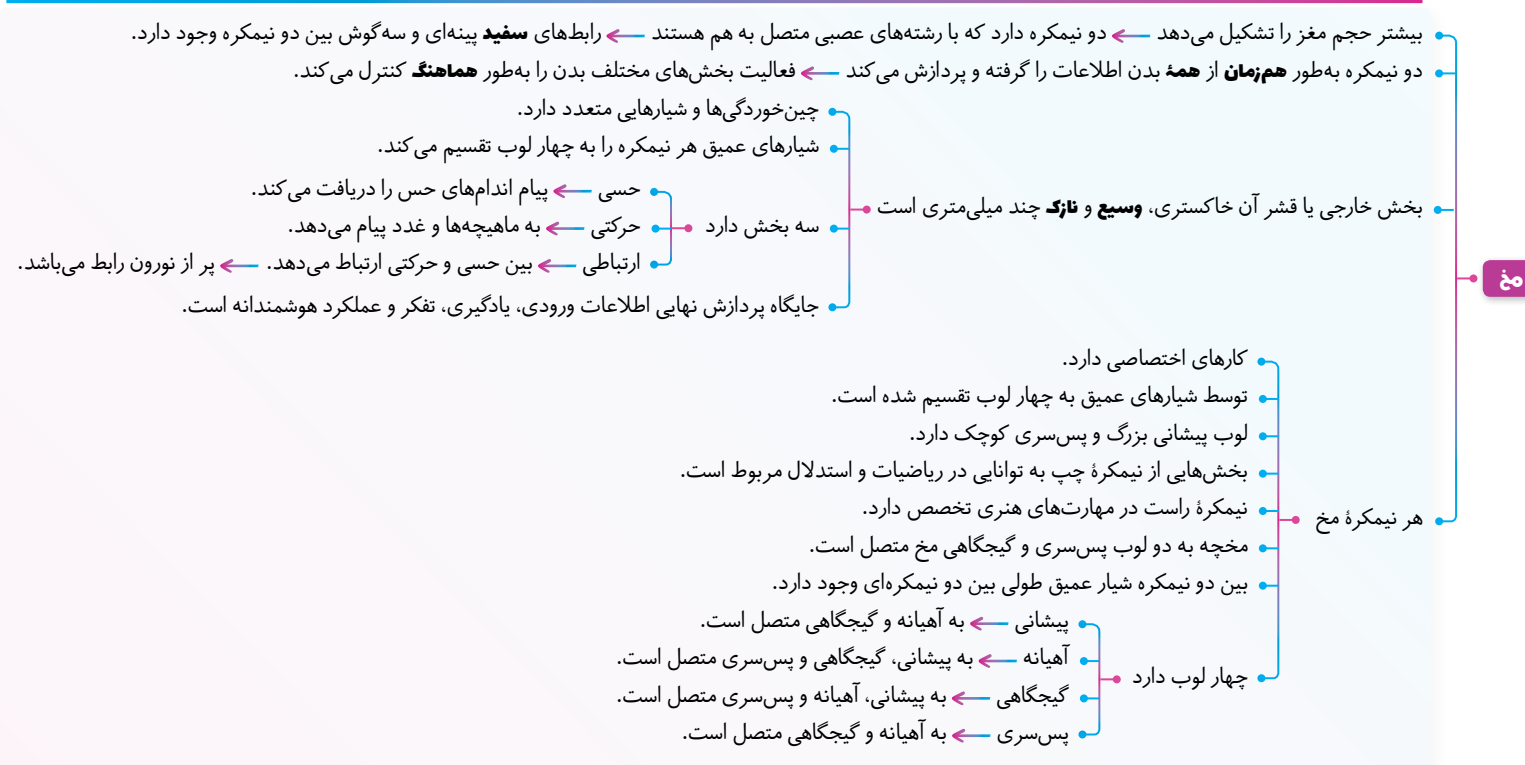 مخ
بیشتر حجم مغز را تشکیل می‌دهد ← دو نیمکره دارد که با رشته‌های عصبی متصل به هم هستند ← رابط‌های سفید پینه‌ای و سه‌گوش بین دو نیمکره وجود دارد.
دو نیمکره به‌طور هم‌زمان از همهٔ بدن اطلاعات را گرفته و پردازش می‌کند ← فعالیت بخش‌های مختلف بدن را به‌طور هماهنگ کنترل می‌کند.
بخش خارجی یا قشر آن خاکستری، وسیع و نازک چند میلی‌متری است
چین‌خوردگی‌ها و شیارهایی متعدد دارد.
شیارهای عمیق هر نیمکره را به چهار لوب تقسیم می‌کند.
سه بخش دارد
حسی ← پیام اندام‌های حس را دریافت می‌کند.
حرکتی ← به ماهیچه‌ها و غدد پیام می‌دهد.
ارتباطی ← بین حسی و حرکتی ارتباط می‌دهد. ← پر از نورون رابط می‌باشد.
جایگاه پردازش نهایی اطلاعات ورودی، یادگیری، تفکر و عملکرد هوشمندانه است.
هر نیمکرهٔ مخ
کارهای اختصاصی دارد.
توسط شیارهای عمیق به چهار لوب تقسیم شده است.
لوب پیشانی بزرگ و پس‌سری کوچک دارد.
بخش‌هایی از نیمکرهٔ چپ به توانایی در ریاضیات و استدلال مربوط است.
نیمکرهٔ راست در مهارت‌های هنری تخصص دارد.
مخچه به دو لوب پس‌سری و گیجگاهی مخ متصل است.
بین دو نیمکره شیار عمیق طولی بین دو نیمکره‌ای وجود دارد.
چهار لوب دارد
پیشانی ← به آهیانه و گیجگاهی متصل است.
آهیانه ← به پیشانی، گیجگاهی و پس‌سری متصل است.
گیجگاهی ← به پیشانی، آهیانه و پس‌سری متصل است.
پس‌سری ← به آهیانه و گیجگاهی متصل است.